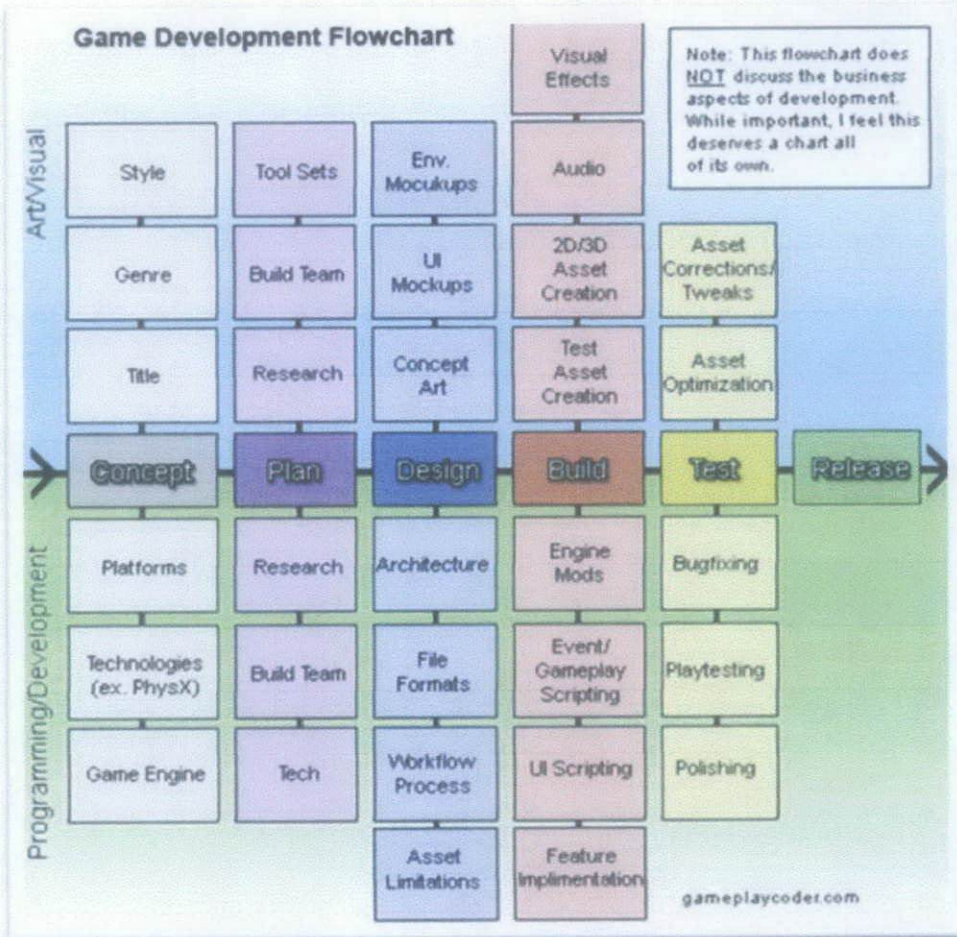 Game Development Flowchart
Note: This flowchart does
NOT discuss the business
aspects of development.
While important, I feel this
deserves a chart all
of its own.
Art/Visual
Visual
Effects
Style
Tool Sets
Env.
Mocukups
Audio
Genre
Build Team
UI
Mockups
2D/3D
Asset
Creation
Asset
Corrections/
Tweaks
Title
Research
Concept
Art
Test
Asset
Creation
Asset
Optimization
Concept
Plan
Design
Build
Test
Release
Programming/Development
Platforms
Research
Architecture
Engine
Mods
Bugfixing
Technologies
(ex. PhysX)
Build Team
File
Formats
Event/
Gameplay
Scripting
Playtesting
Game Engine
Tech
Workflow
Process
UI Scripting
Polishing
Asset
Limitations
Feature
Implimentation
gameplaycoder.com